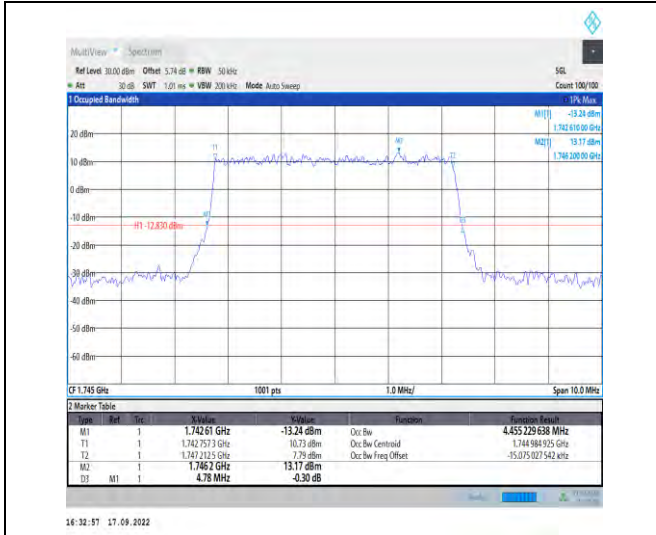 MultiView Spectrum
Ref Level 30.00 dBm Offset 5.74 dB RBW 50 kHz SGL
Att 30 dB SWT 1.01 ms VBW 200 kHz Mode Auto Sweep Count 100/100
1 Occupied Bandwidth 1Pk Max
M1[1] -13.24 dBm
1.742 610 00 GHz
M2[1] 13.17 dBm
1.746 200 00 GHz
20 dBm
M2
T1 T2
10 dBm
0 dBm
-10 dBm
M1
H1 -12.830 dBm
-20 dBm
-30 dBm
-40 dBm
-50 dBm
-60 dBm
CF 1.745 GHz 1001 pts 1.0 MHz/ Span 10.0 MHz
2 Marker Table
Type Ref Trc X-Value Y-Value Function Function Result
M1 1 1.742 61 GHz -13.24 dBm Occ Bw 4.455 229 638 MHz
T1 1 1.742 757 3 GHz 10.73 dBm Occ Bw Centroid 1.744 984 925 GHz
T2 1 1.747 212 5 GHz 7.79 dBm Occ Bw Freq Offset -15.075 027 542 kHz
M2 1 1.746 2 GHz 13.17 dBm
D3 M1 1 4.78 MHz -0.30 dB
16:32:57 17.09.2022